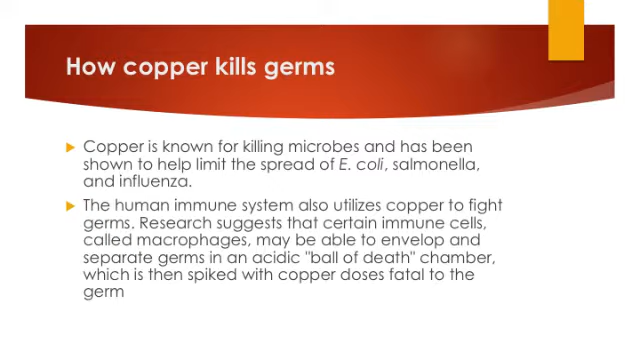 How copper kills germs
Copper is known for killing microbes and has been
shown to help limit the spread of E. coli, salmonella,
and influenza.
The human immune system also utilizes copper to fight
germs. Research suggests that certain immune cells,
called macrophages, may be able to envelop and
separate germs in an acidic "ball of death" chamber,
which is then spiked with copper doses fatal to the
germ